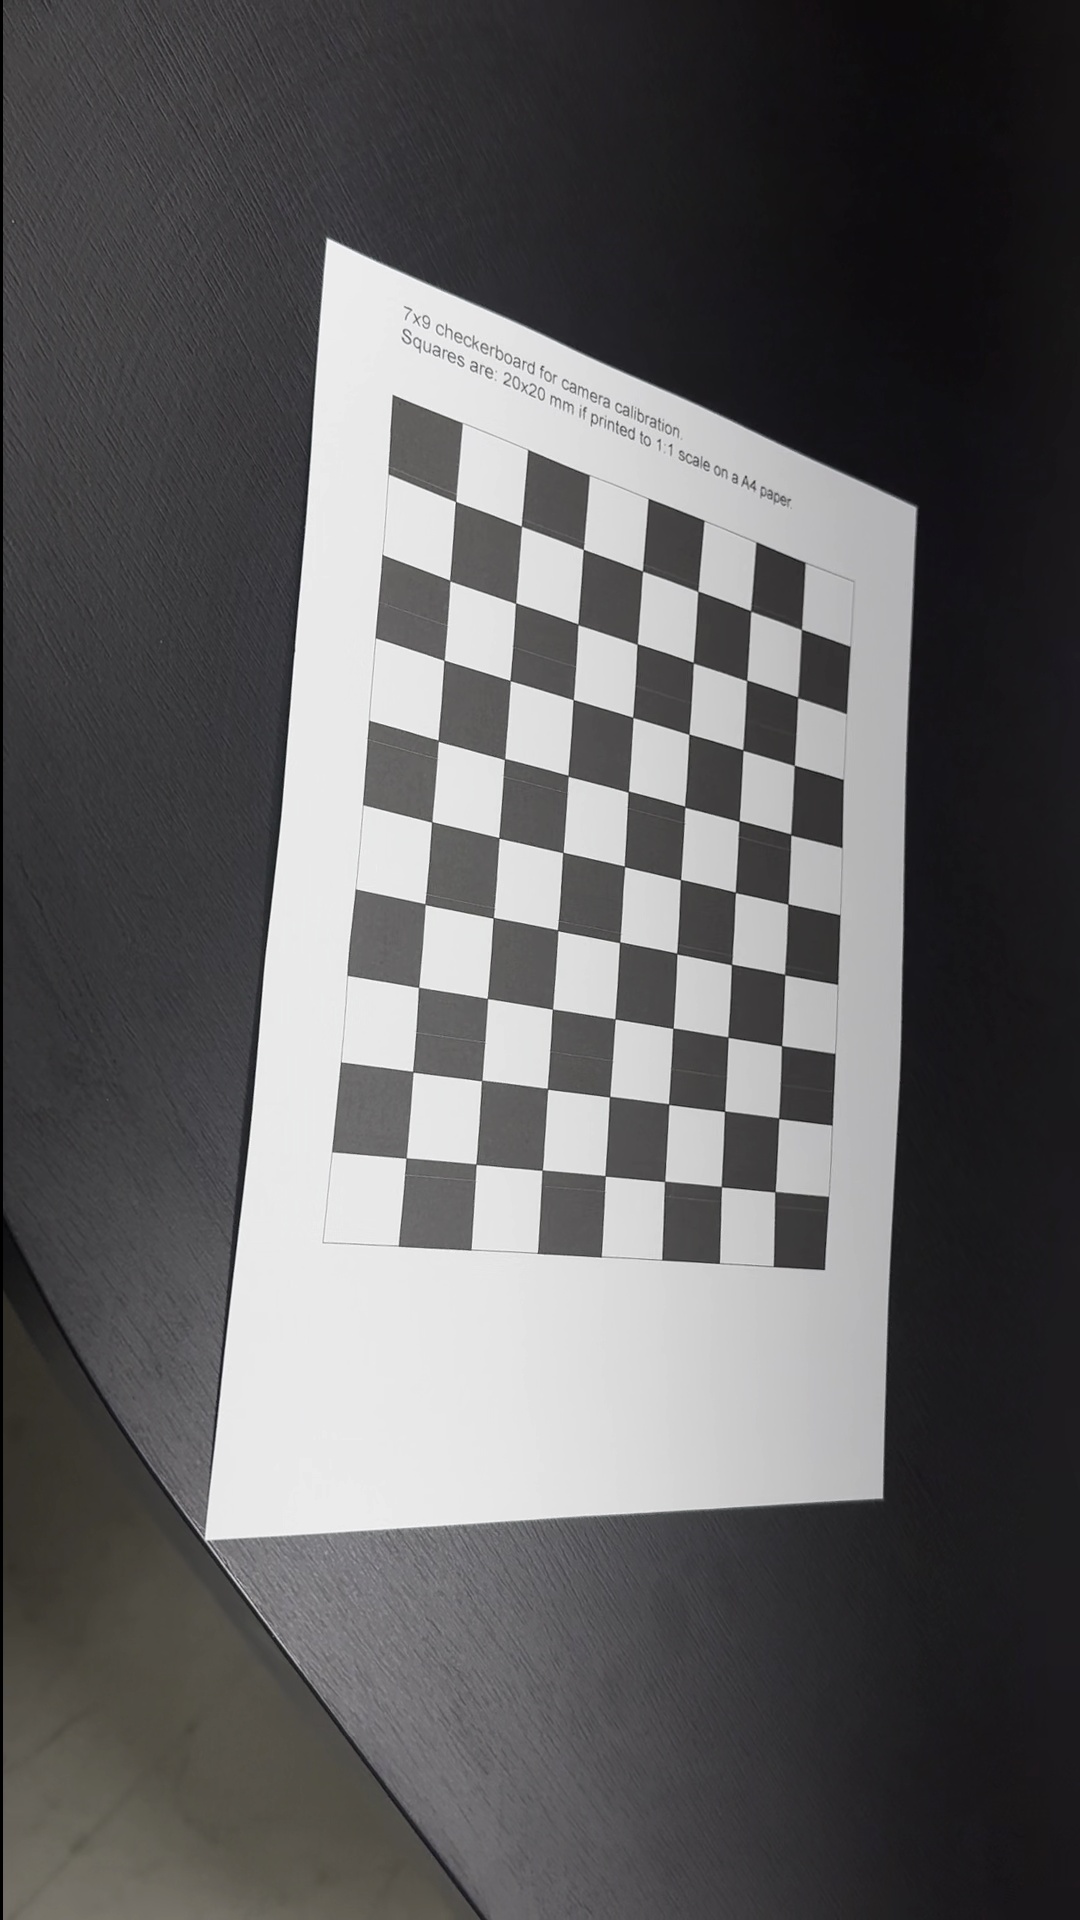 7x9 checkerboard for camera calibration.
Squares are: 20x20 mm if printed to 1:1 scale on a A4 paper.